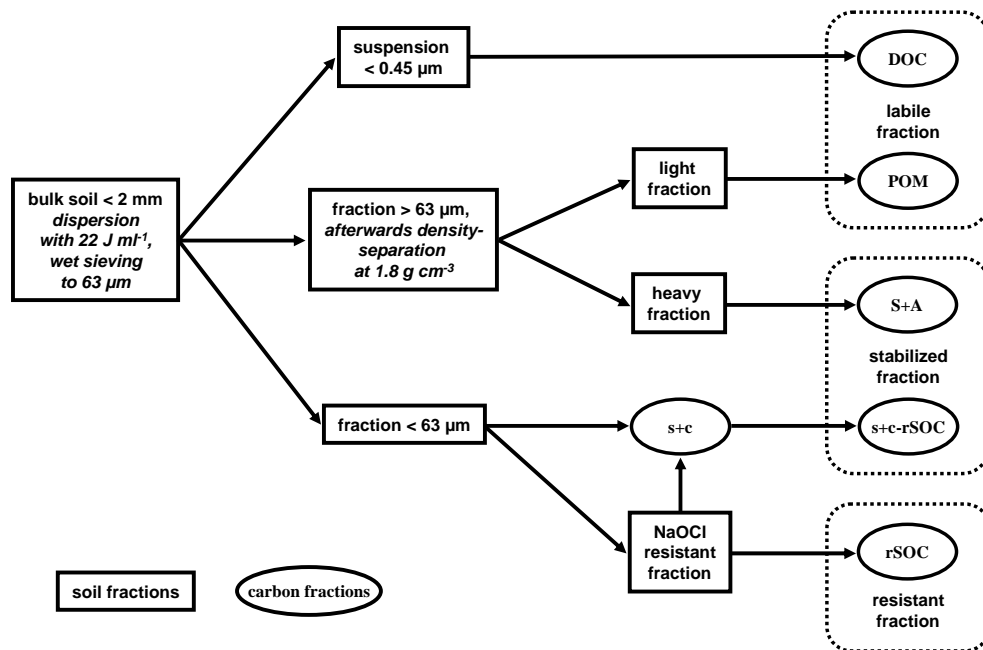 suspension
< 0.45 µm
DOC
labile
fraction
light
fraction
POM
bulk soil < 2 mm
dispersion
with 22 J ml⁻¹,
wet sieving
to 63 µm
fraction > 63 µm,
afterwards density-
separation
at 1.8 g cm⁻³
heavy
fraction
S+A
stabilized
fraction
fraction < 63 µm
s+c
s+c-rSOC
NaOCl
resistant
fraction
rSOC
resistant
fraction
soil fractions
carbon fractions